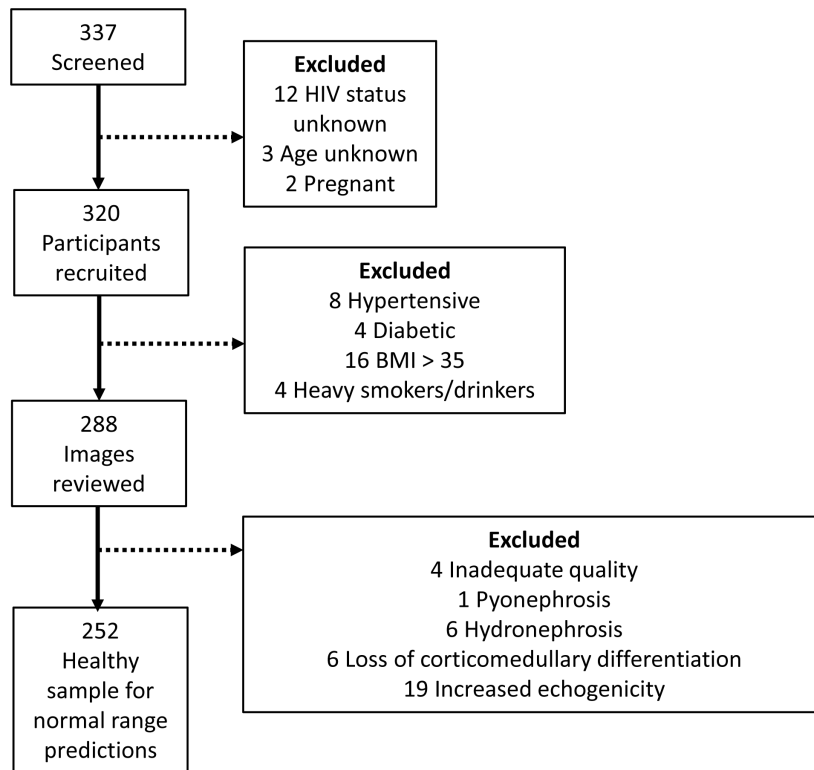 337
Screened
Excluded
12 HIV status
unknown
3 Age unknown
2 Pregnant
320
Participants
recruited
Excluded
8 Hypertensive
4 Diabetic
16 BMI > 35
4 Heavy smokers/drinkers
288
Images
reviewed
Excluded
4 Inadequate quality
1 Pyonephrosis
6 Hydronephrosis
6 Loss of corticomedullary differentiation
19 Increased echogenicity
252
Healthy
sample for
normal range
predictions